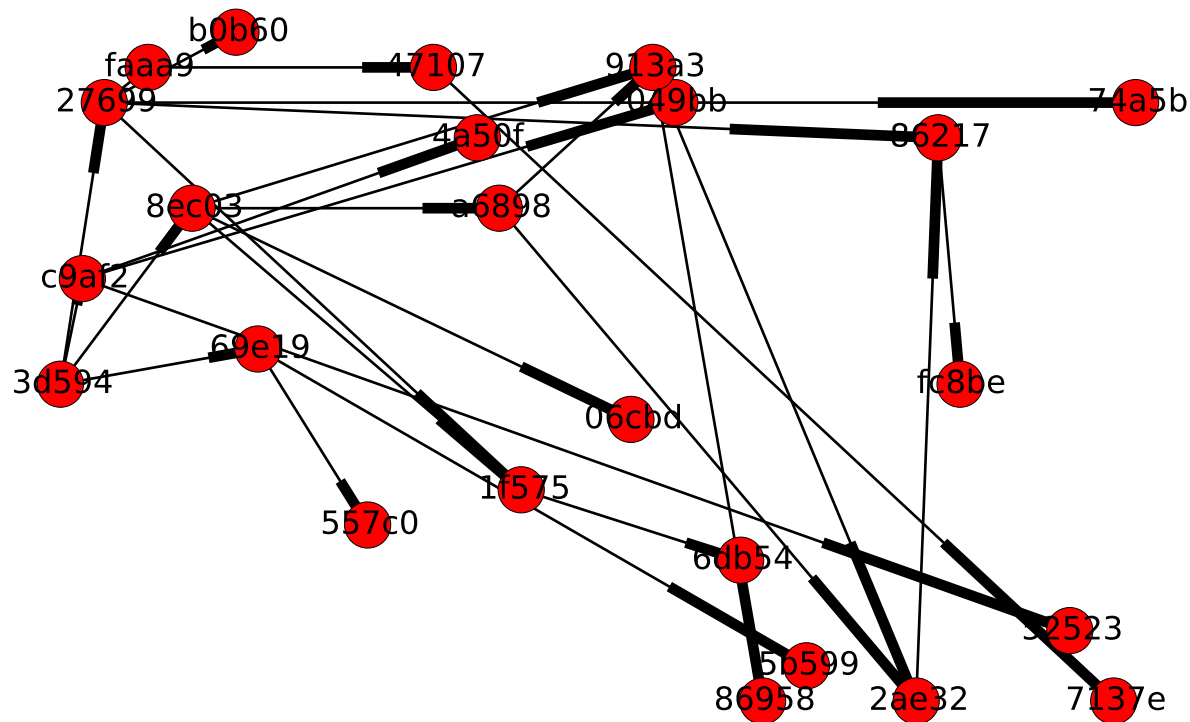 b0b60
faaa9
47107
913a3
27699
049bb
74a5b
4a50f
86217
8ec03
a6898
c9af2
69e19
3d594
fc8be
06cbd
1f575
557c0
6db54
52523
5b599
86958
2ae32
7137e